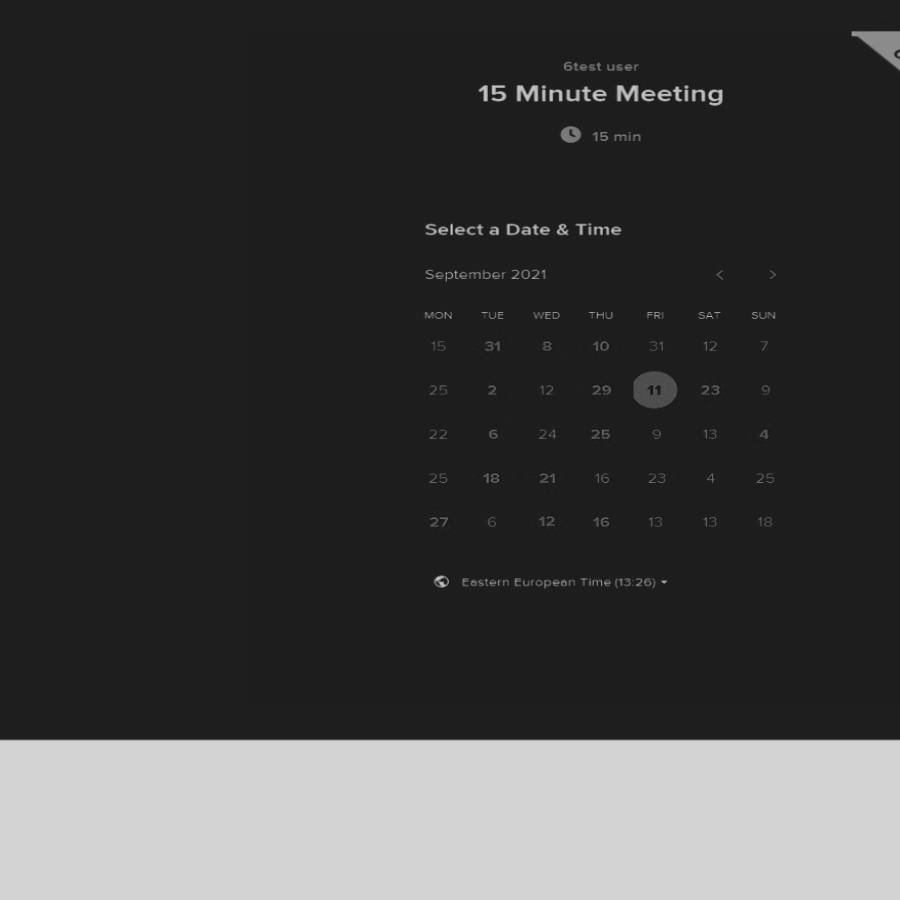 6test user
15 Minute Meeting
15 min
Select a Date & Time
September 2021
MON TUE WED THU FRI SAT SUN
15 31 8 10 31 12 7
25 2 12 29 11 23 9
22 6 24 25 9 13 4
25 18 21 16 23 4 25
27 6 12 16 13 13 18
Eastern European Time (13:26)